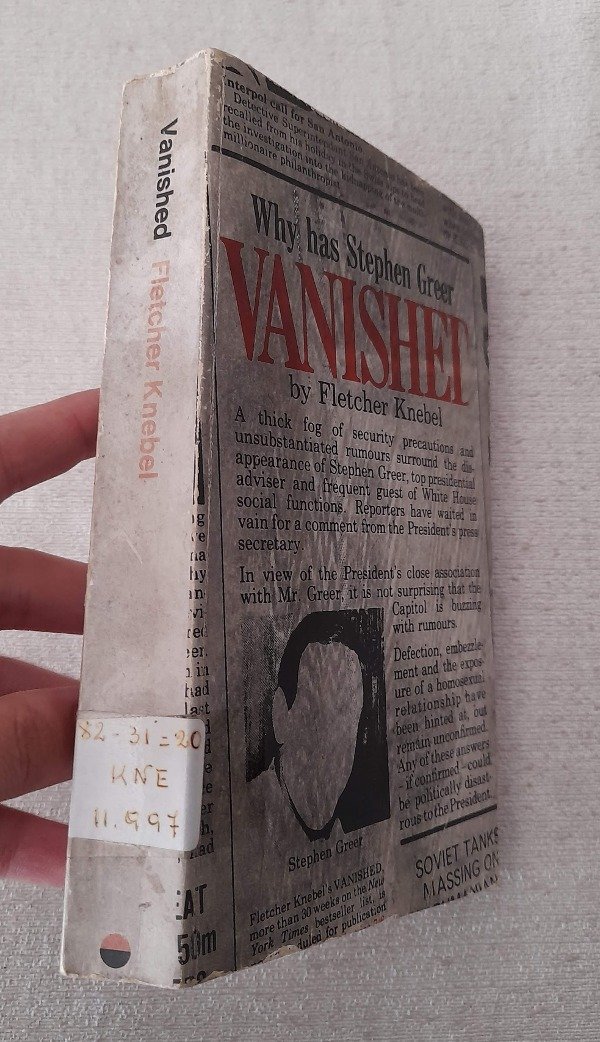 Vanished Fletcher Knebel
82-31=20
KNE
11.997
EAT
50m
nterpol call for San Antonio
Detective Superintendent
recalled from his holiday in the
the investigation into the kidnapping of
millionaire philanthropist.
Why has Stephen Greer
VANISHED
by Fletcher Knebel
A thick fog of security precautions and
unsubstantiated rumours surround the dis-
appearance of Stephen Greer, top presidential
adviser and frequent guest of White House
social functions. Reporters have waited in
vain for a comment from the President's press
secretary.
In view of the President's close association
with Mr. Greer, it is not surprising that the
Capitol is buzzing
with rumours.
Defection, embezzle-
ment and the expos-
ure of a homosexual
relationship have
been hinted at, but
remain unconfirmed.
Any of these answers
- if confirmed - could
be politically disast-
rous to the President.
Stephen Greer
Fletcher Knebel's VANISHED,
more than 30 weeks on the New
York Times bestseller list, is
duled for publication
SOVIET TANKS
MASSING ON